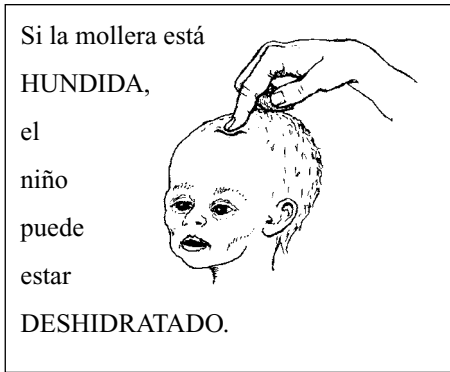 Si la mollera está
HUNDIDA,
el
niño
puede
estar
DESHIDRATADO.